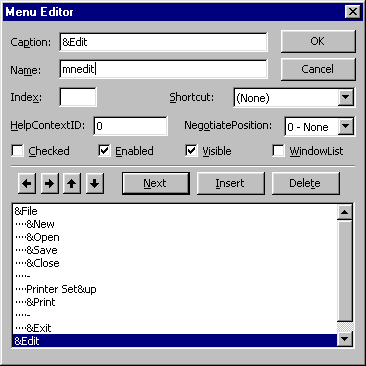 Menu Editor
Caption: &Edit OK
Name: mnedit Cancel
Index: Shortcut: (None)
HelpContextID: 0 NegotiatePosition: 0 - None
Checked Enabled Visible WindowList
Next Insert Delete
&File
····&New
····&Open
····&Save
····&Close
····-
····Printer Set&up
····&Print
····-
····&Exit
&Edit